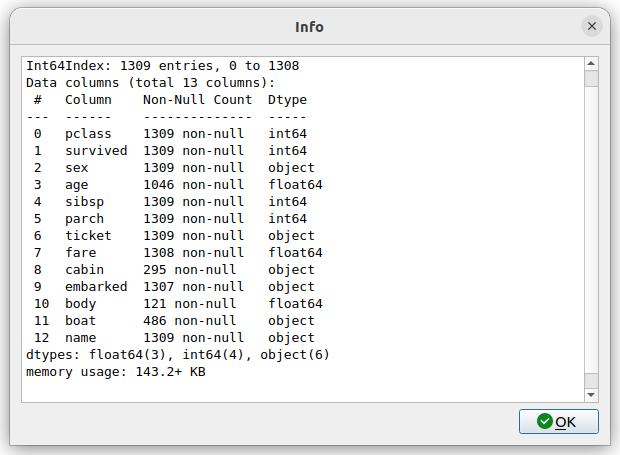 Info
Int64Index: 1309 entries, 0 to 1308
Data columns (total 13 columns):
 #   Column    Non-Null Count  Dtype
---  ------    --------------  -----
 0   pclass    1309 non-null   int64
 1   survived  1309 non-null   int64
 2   sex       1309 non-null   object
 3   age       1046 non-null   float64
 4   sibsp     1309 non-null   int64
 5   parch     1309 non-null   int64
 6   ticket    1309 non-null   object
 7   fare      1308 non-null   float64
 8   cabin     295 non-null    object
 9   embarked  1307 non-null   object
 10  body      121 non-null    float64
 11  boat      486 non-null    object
 12  name      1309 non-null   object
dtypes: float64(3), int64(4), object(6)
memory usage: 143.2+ KB
OK